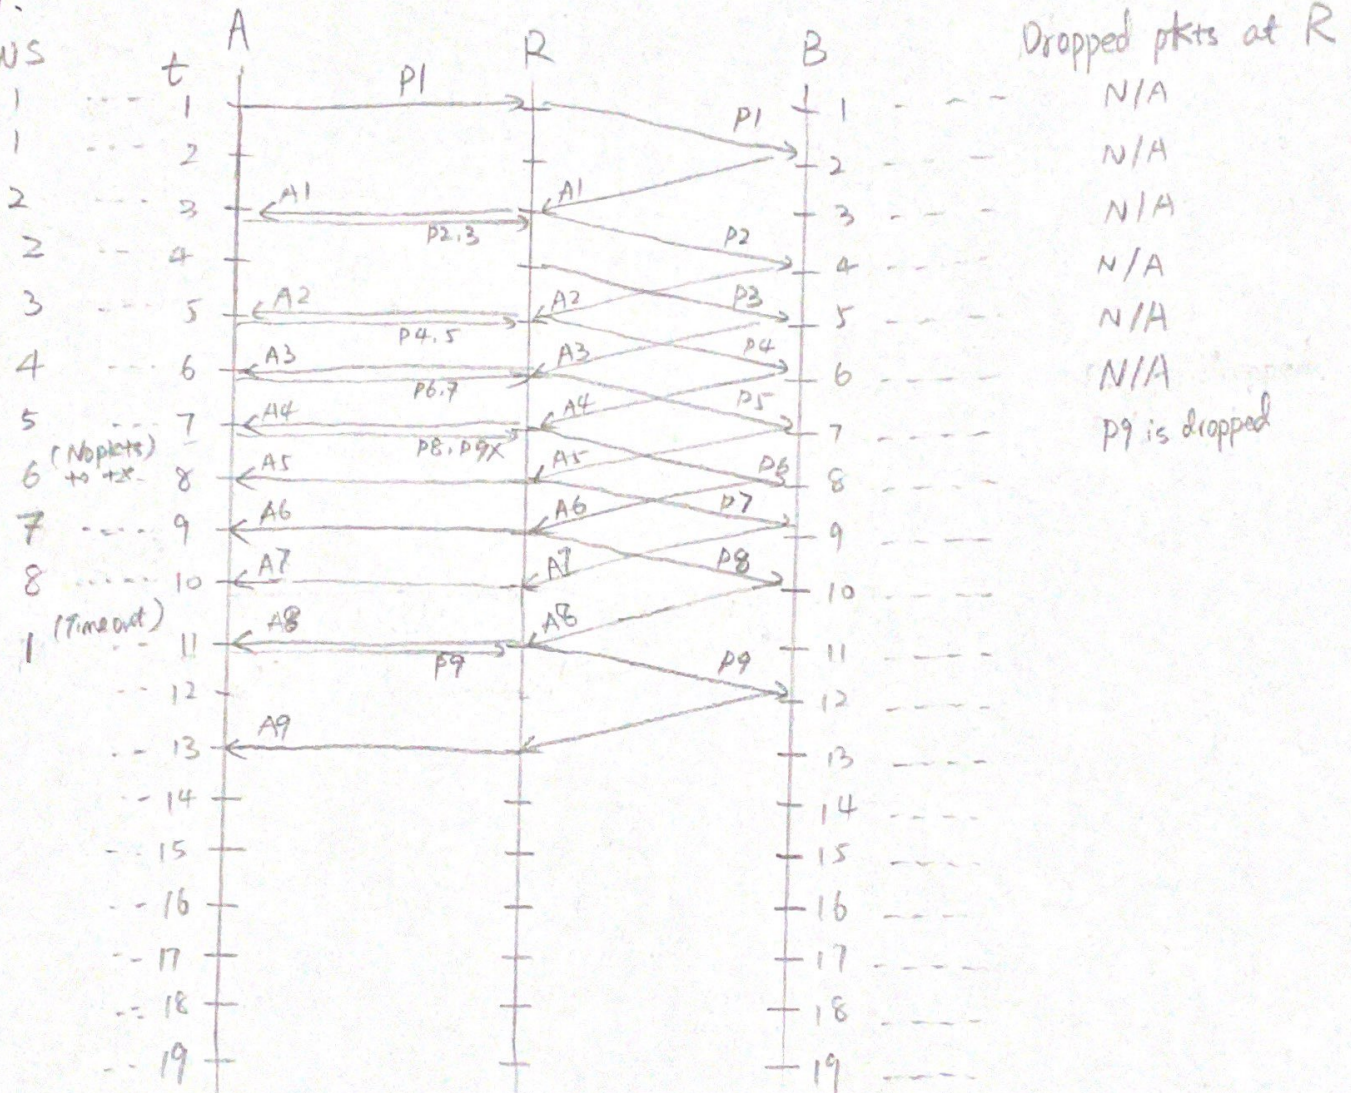 WS A R B Dropped pkts at R
t
1 1 P1 P1 1 N/A
1 2 2 N/A
2 3 A1 A1 3 N/A
P2,3 P2
2 4 4 N/A
3 5 A2 A2 P3 5 N/A
P4,5 P4
4 6 A3 A3 6 N/A
P6,7 P5
5 7 A4 A4 7 P9 is dropped
P8,P9X
(No pkts)
6 to tx 8 A5 A5 P6 8
7 9 A6 A6 P7 9
8 10 A7 A7 P8 10
(Timeout)
1 11 A8 A8 11
P9 P9
12 12
13 A9 13
14 14
15 15
16 16
17 17
18 18
19 19